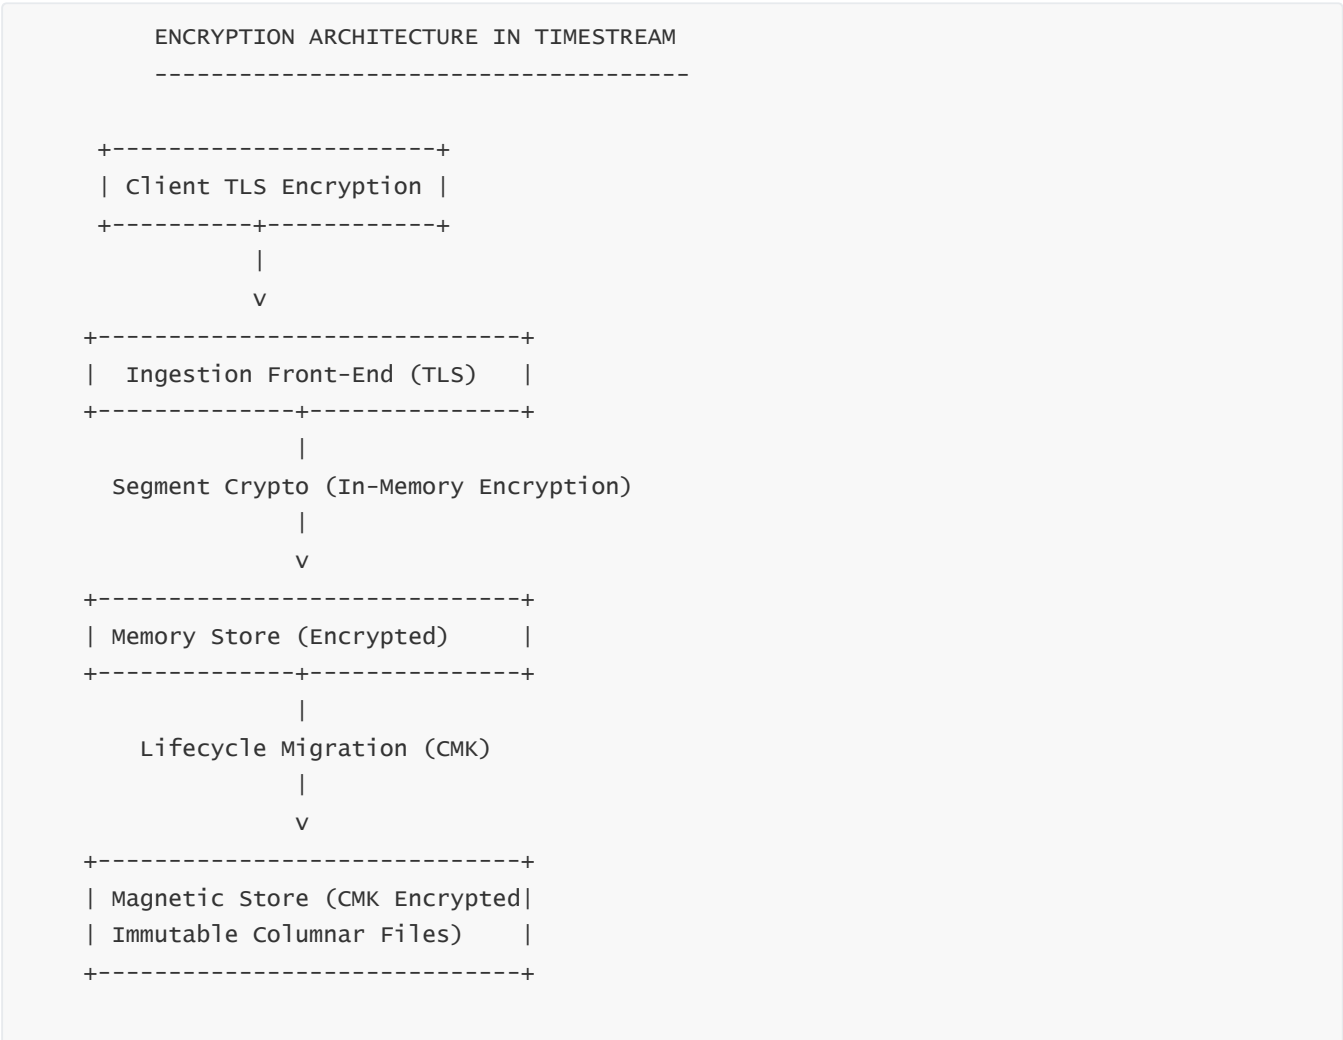 ENCRYPTION ARCHITECTURE IN TIMESTREAM
--------------------------------------
+-----------------------+
| Client TLS Encryption |
+----------+------------+
|
v
+------------------------------+
|  Ingestion Front-End (TLS)   |
+--------------+---------------+
|
Segment Crypto (In-Memory Encryption)
|
v
+------------------------------+
| Memory Store (Encrypted)     |
+--------------+---------------+
|
Lifecycle Migration (CMK)
|
v
+------------------------------+
| Magnetic Store (CMK Encrypted|
| Immutable Columnar Files)    |
+------------------------------+